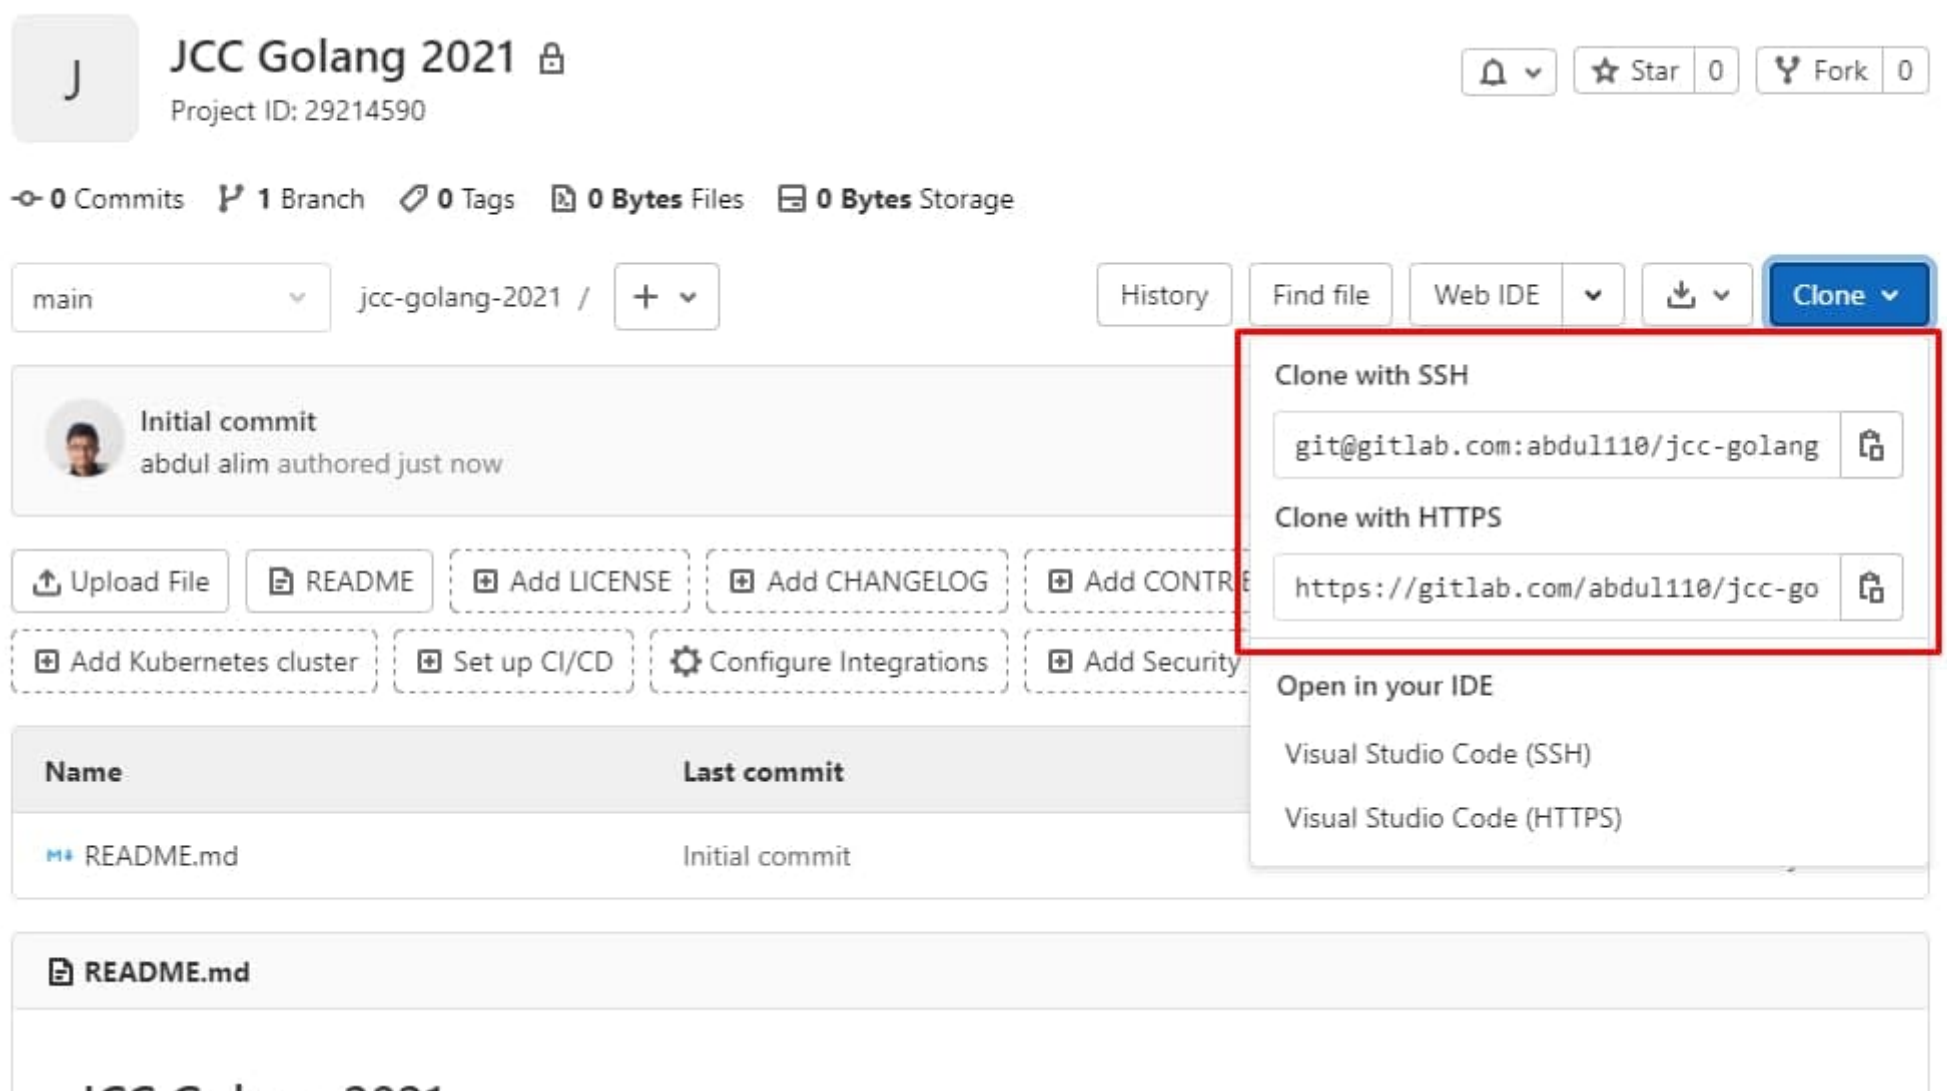 J
JCC Golang 2021
Project ID: 29214590
Star 0
Fork 0
0 Commits 1 Branch 0 Tags 0 Bytes Files 0 Bytes Storage
main
jcc-golang-2021 /
History Find file Web IDE Clone
Initial commit
abdul alim authored just now
Clone with SSH
git@gitlab.com:abdul110/jcc-golang
Clone with HTTPS
https://gitlab.com/abdul110/jcc-go
Open in your IDE
Visual Studio Code (SSH)
Visual Studio Code (HTTPS)
Upload File README Add LICENSE Add CHANGELOG Add CONTR
Add Kubernetes cluster Set up CI/CD Configure Integrations Add Security
Name Last commit
README.md Initial commit
README.md
JCC Golang 2021